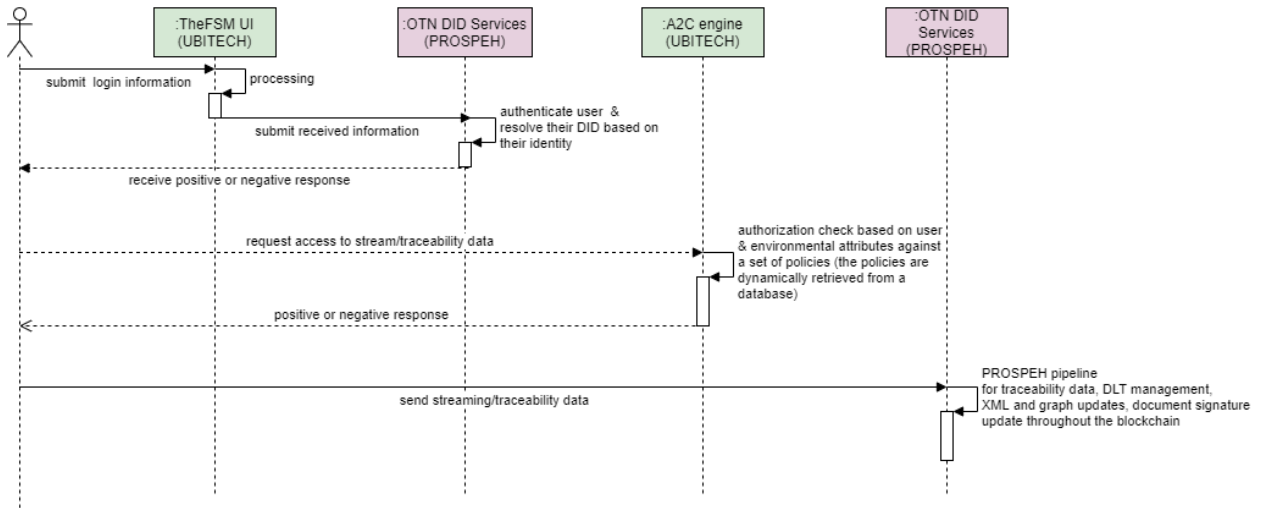 :TheFSM UI
(UBITECH)
:OTN DID Services
(PROSPEH)
:A2C engine
(UBITECH)
:OTN DID
Services
(PROSPEH)
submit login information
processing
submit received information
authenticate user &
resolve their DID based on
their identity
receive positive or negative response
request access to stream/traceability data
authorization check based on user
& environmental attributes against
a set of policies (the policies are
dynamically retrieved from a
database)
positive or negative response
send streaming/traceability data
PROSPEH pipeline
for traceability data, DLT management,
XML and graph updates, document signature
update throughout the blockchain